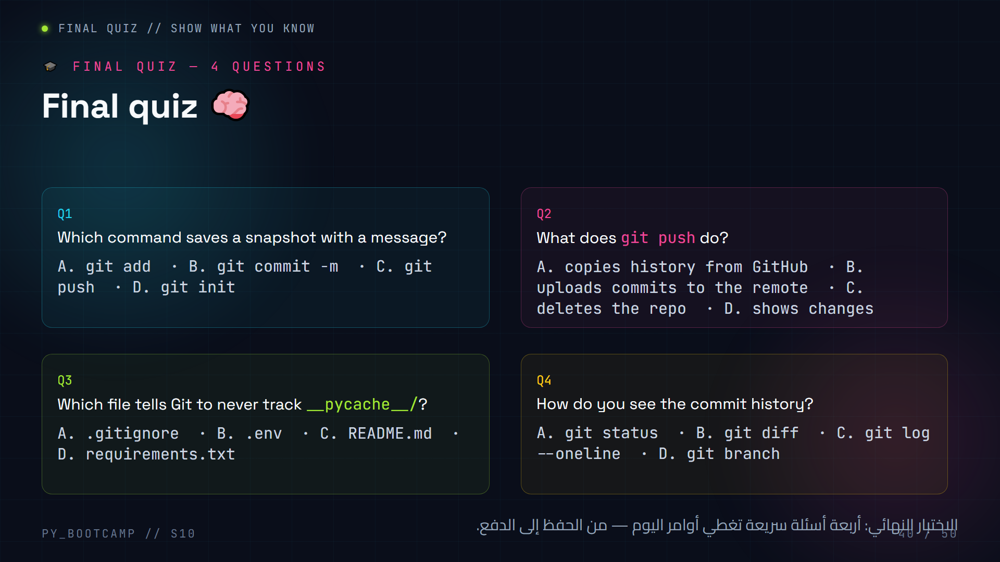 FINAL QUIZ // SHOW WHAT YOU KNOW
🎓 FINAL QUIZ — 4 QUESTIONS
Final quiz 🧠
Q1
Which command saves a snapshot with a message?
A. git add · B. git commit -m · C. git
push · D. git init
Q2
What does git push do?
A. copies history from GitHub · B.
uploads commits to the remote · C.
deletes the repo · D. shows changes
Q3
Which file tells Git to never track __pycache__/?
A. .gitignore · B. .env · C. README.md ·
D. requirements.txt
Q4
How do you see the commit history?
A. git status · B. git diff · C. git log
--oneline · D. git branch
الاختبار النهائي: أربعة أسئلة سريعة تغطي أوامر اليوم — من الحفظ إلى الدفع.
PY_BOOTCAMP // S10
40 / 50